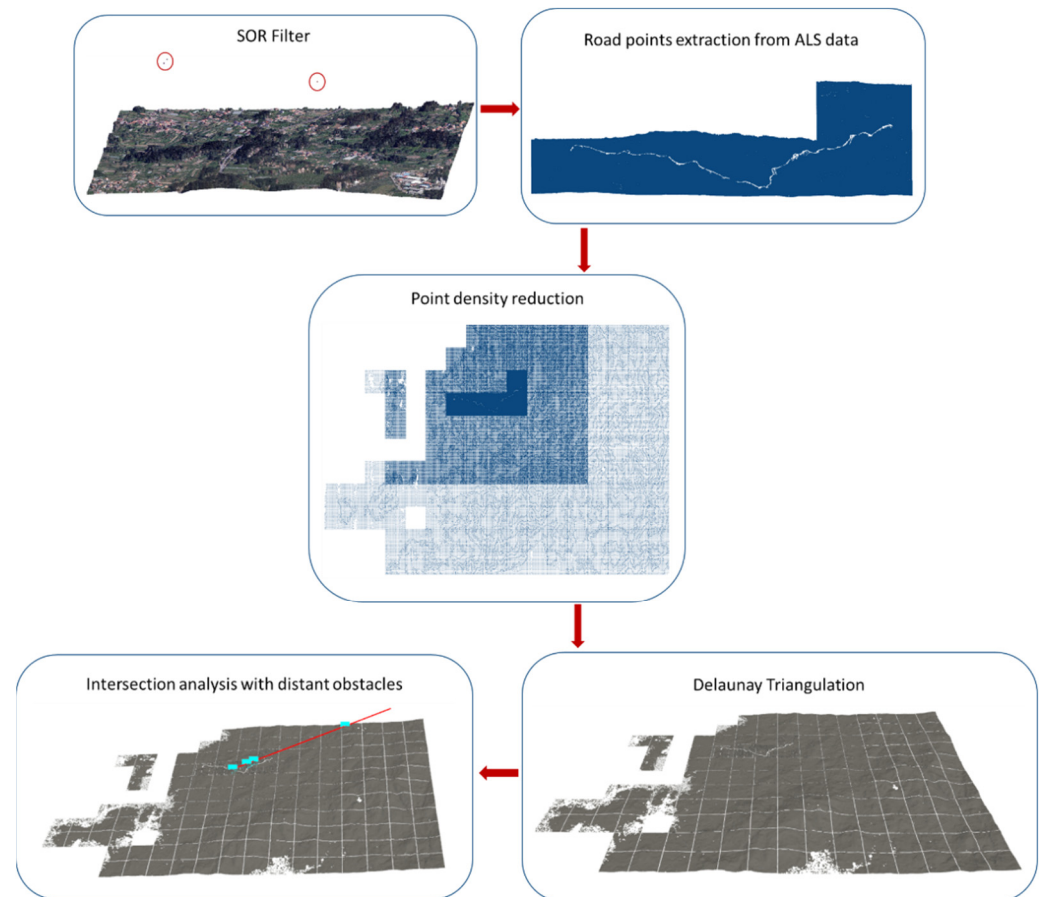 SOR Filter
Road points extraction from ALS data
Point density reduction
Intersection analysis with distant obstacles
Delaunay Triangulation